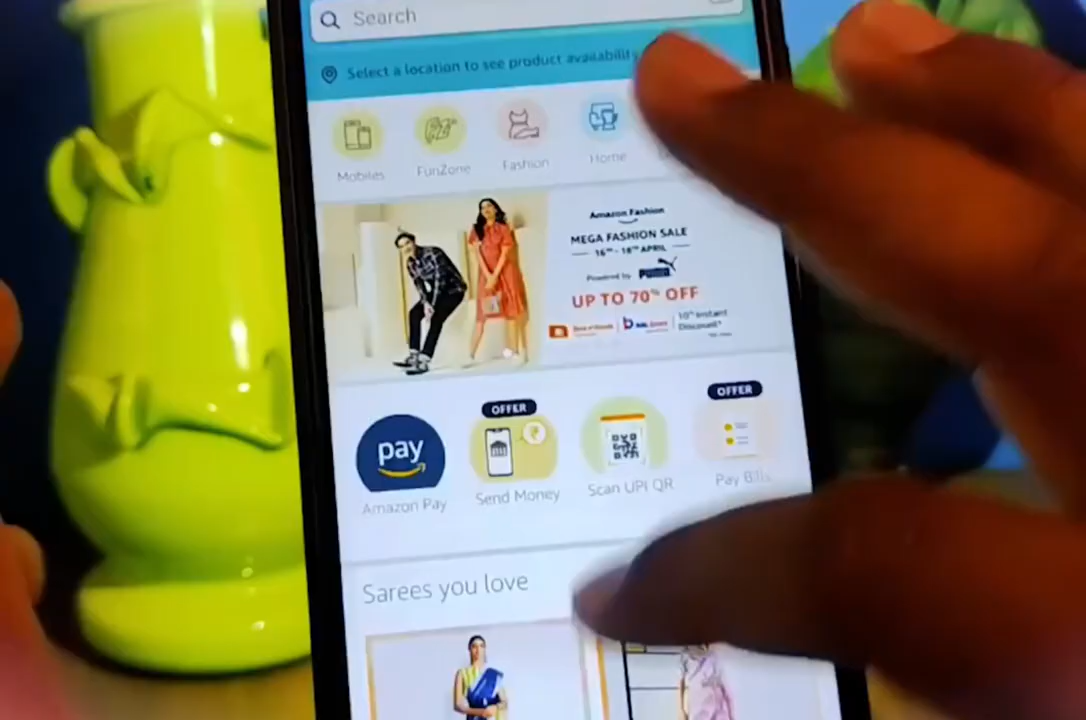 Search
Select a location to see product availability
Mobiles
FunZone
Fashion
Home
Amazon Fashion
MEGA FASHION SALE
16TH - 18TH APRIL
Powered by
PUMA
UP TO 70% OFF
10% Instant
Discount*
OFFER
OFFER
pay
Amazon Pay
Send Money
Scan UPI QR
Pay Bills
Sarees you love